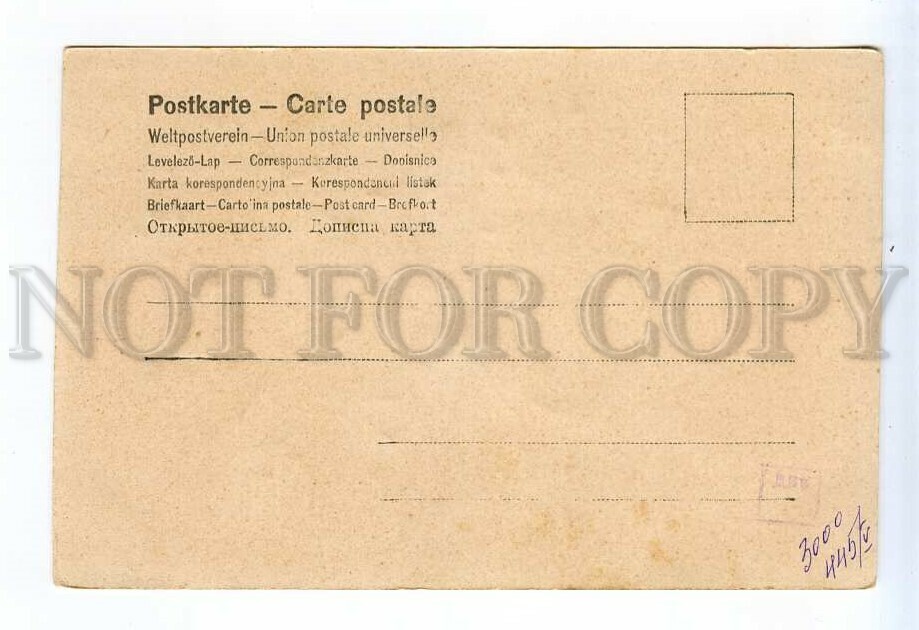 Postkarte — Carte postale
Weltpostverein — Union postale universelle
Levelező-Lap — Correspondenzkarte — Dopisnice
Karta korespondencyjna — Korespondenční lístek
Briefkaart — Cartolina postale — Post card — Brefkort
Открытое-письмо. Дописна карта
NOT FOR COPY
3000
445/V